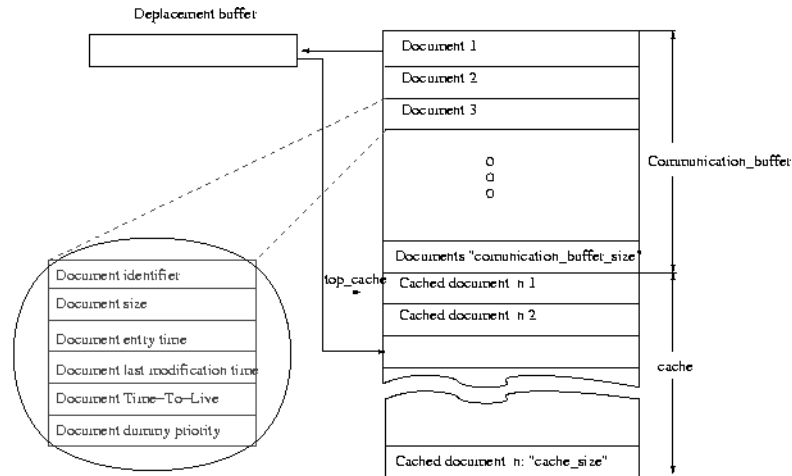 Deplacement buffer
Document 1
Document 2
Document 3
Communication_buffer
Documents "comunication_buffer_size"
top_cache
Cached document n 1
Cached document n 2
cache
Cached document n: "cache_size"
Document identifier
Document size
Document entry time
Document last modification time
Document Time-To-Live
Document dummy priority